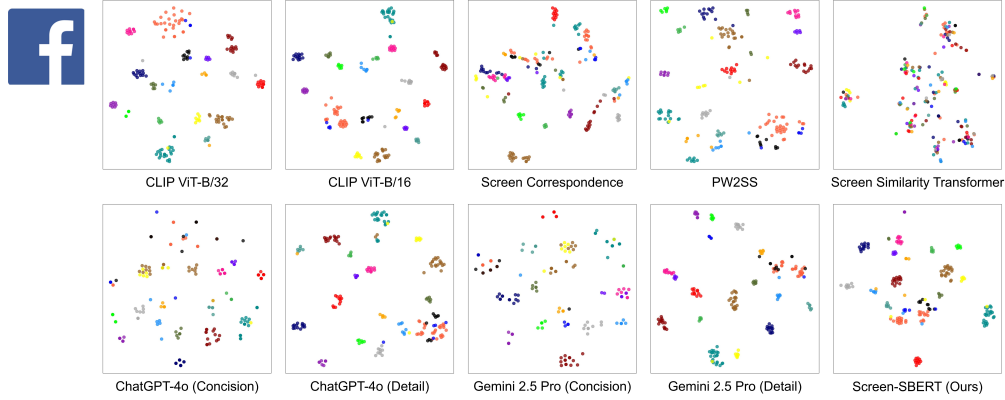 f
CLIP ViT-B/32
CLIP ViT-B/16
Screen Correspondence
PW2SS
Screen Similarity Transformer
ChatGPT-4o (Concision)
ChatGPT-4o (Detail)
Gemini 2.5 Pro (Concision)
Gemini 2.5 Pro (Detail)
Screen-SBERT (Ours)